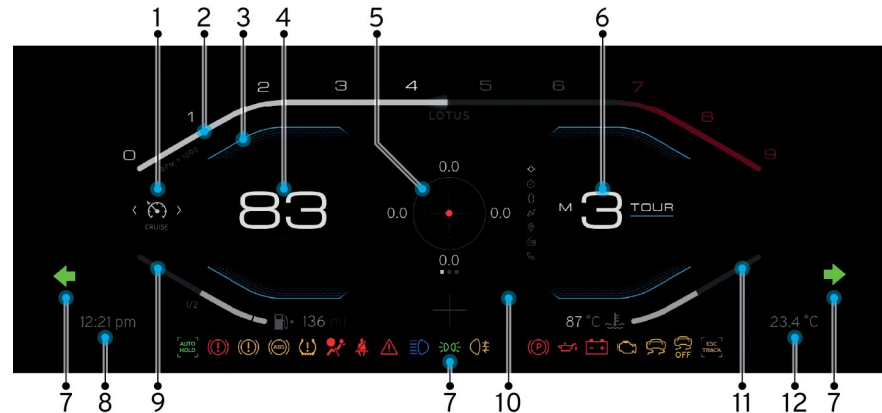 1 2 3 4 5 6
0 1 2 3 4 5 6 7 8 9
RPM x 1000
LOTUS
0.0
0.0 0.0
0.0
CRUISE
83
M 3 TOUR
1/2
12:21 pm
136 mi
87 °C
23.4 °C
AUTO HOLD
ABS
P
OFF
ESC TRACK
7 8 9 7 10 11 12 7